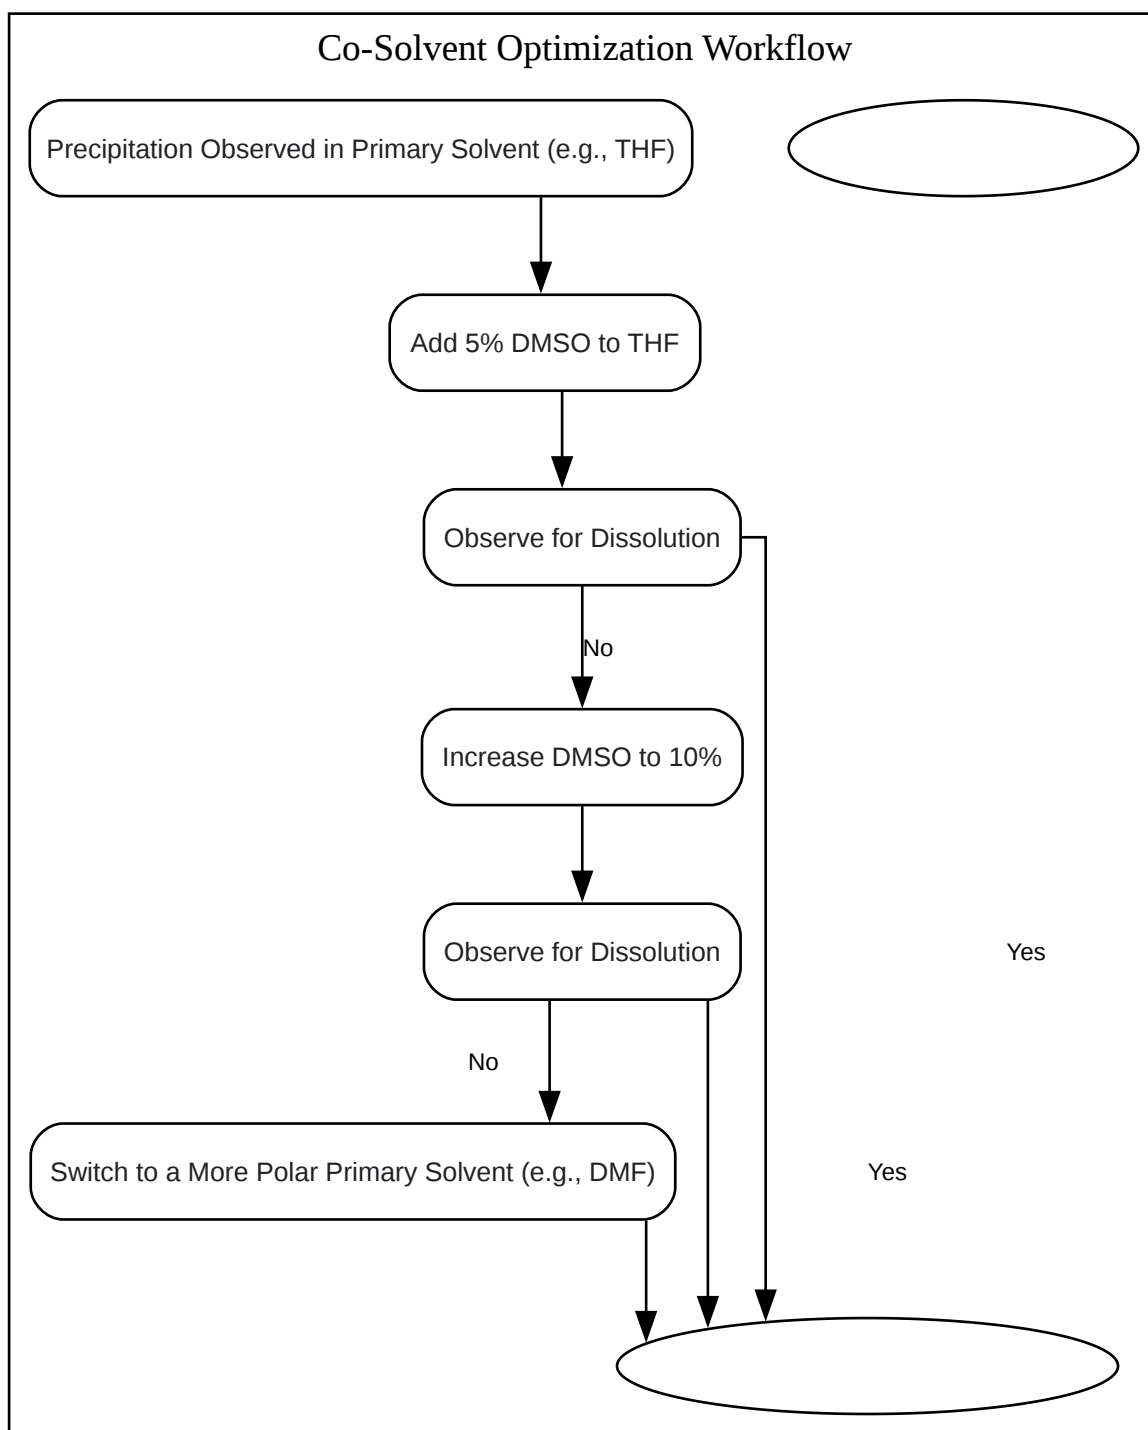 Co-Solvent Optimization Workflow
Precipitation Observed in Primary Solvent (e.g., THF)
Add 5% DMSO to THF
Observe for Dissolution
No
Increase DMSO to 10%
Observe for Dissolution
Yes
No
Switch to a More Polar Primary Solvent (e.g., DMF)
Yes